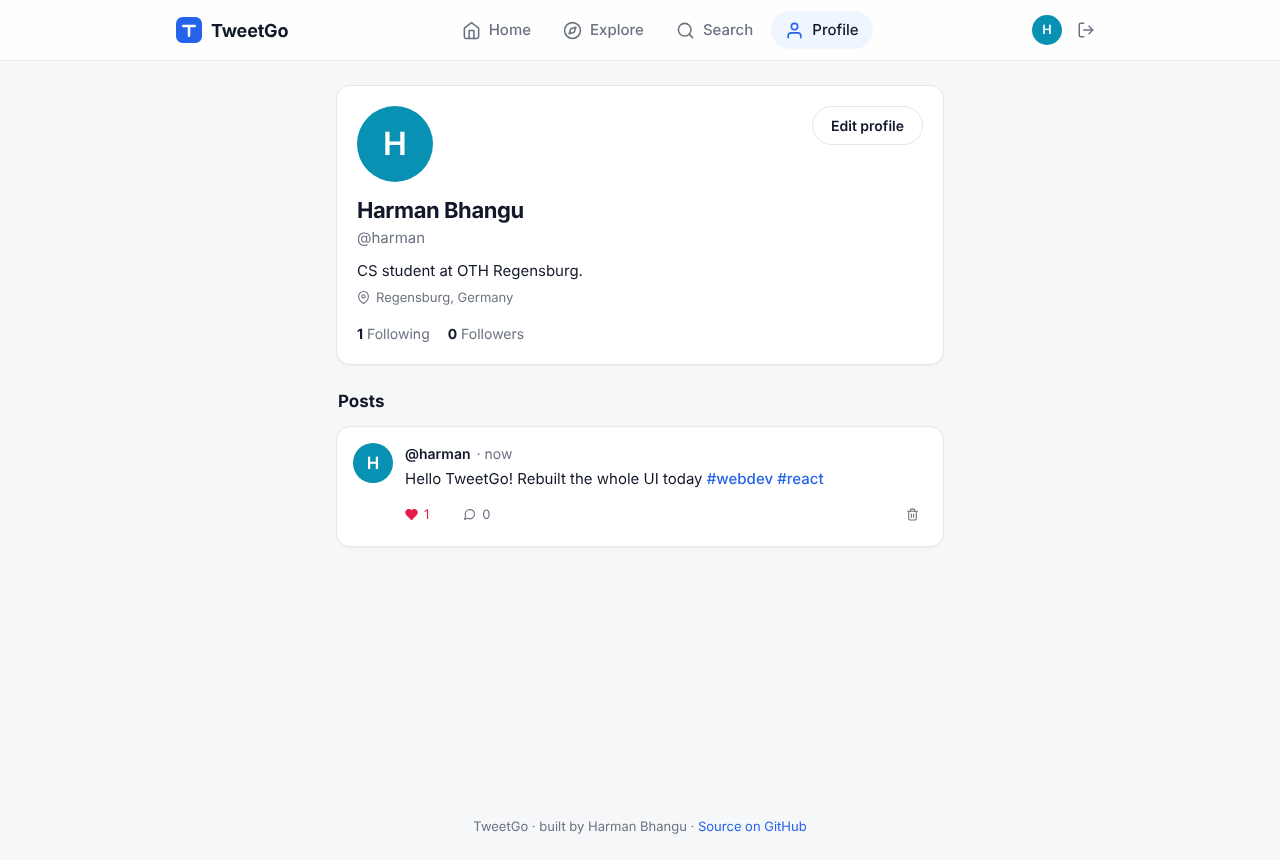 T TweetGo Home Explore Search Profile H
H Edit profile
Harman Bhangu
@harman
CS student at OTH Regensburg.
Regensburg, Germany
1 Following 0 Followers
Posts
H @harman · now
Hello TweetGo! Rebuilt the whole UI today #webdev #react
1 0
TweetGo · built by Harman Bhangu · Source on GitHub